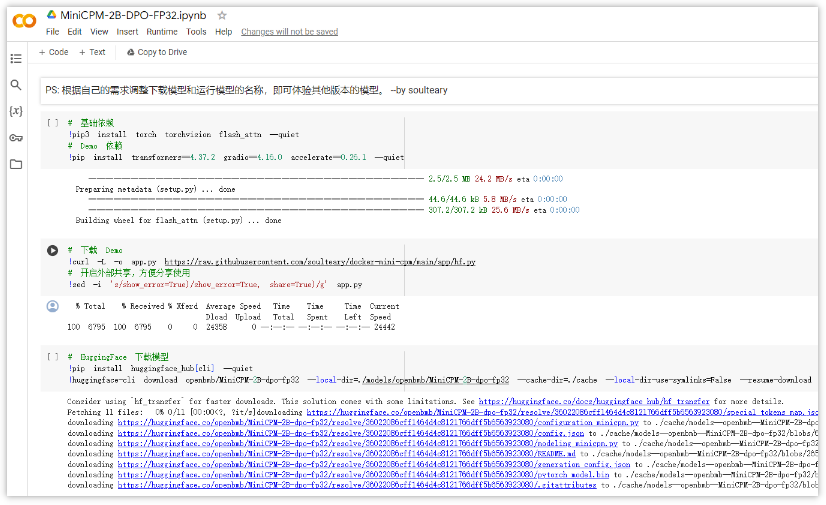 MiniCPM-2B-DPO-FP32.ipynb
File Edit View Insert Runtime Tools Help Changes will not be saved
+ Code + Text Copy to Drive
PS: 根据自己的需求调整下载模型和运行模型的名称，即可体验其他版本的模型。 --by soulteary
[ ] # 基础依赖
!pip3 install torch torchvision flash_attn --quiet
# Demo 依赖
!pip install transformers==4.37.2 gradio==4.16.0 accelerate==0.26.1 --quiet
2.5/2.5 MB 24.2 MB/s eta 0:00:00
Preparing metadata (setup.py) ... done
44.6/44.6 kB 5.8 MB/s eta 0:00:00
307.2/307.2 kB 25.6 MB/s eta 0:00:00
Building wheel for flash_attn (setup.py) ... done
# 下载 Demo
!curl -L -o app.py https://raw.githubusercontent.com/soulteary/docker-mini-cpm/main/app/hf.py
# 开启外部共享，方便分享使用
!sed -i 's/show_error=True)/show_error=True, share=True)/g' app.py
% Total % Received % Xferd Average Speed Time Time Time Current
Dload Upload Total Spent Left Speed
100 6795 100 6795 0 0 24358 0 --:--:-- --:--:-- --:--:-- 24442
[ ] # HuggingFace 下载模型
!pip install huggingface_hub[cli] --quiet
!huggingface-cli download openbmb/MiniCPM-2B-dpo-fp32 --local-dir=./models/openbmb/MiniCPM-2B-dpo-fp32 --cache-dir=./cache --local-dir-use-symlinks=False --resume-download
Consider using `hf_transfer` for faster downloads. This solution comes with some limitations. See https://huggingface.co/docs/huggingface_hub/hf_transfer for more details.
Fetching 11 files: 0% 0/11 [00:00<?, ?it/s]downloading https://huggingface.co/openbmb/MiniCPM-2B-dpo-fp32/resolve/36022086cff1464d4c8121766dff5b6563923080/special_tokens_map.jso
downloading https://huggingface.co/openbmb/MiniCPM-2B-dpo-fp32/resolve/36022086cff1464d4c8121766dff5b6563923080/configuration_minicpm.py to ./cache/models--openbmb--MiniCPM-2B-dpo
downloading https://huggingface.co/openbmb/MiniCPM-2B-dpo-fp32/resolve/36022086cff1464d4c8121766dff5b6563923080/config.json to ./cache/models--openbmb--MiniCPM-2B-dpo-fp32/blobs/6
downloading https://huggingface.co/openbmb/MiniCPM-2B-dpo-fp32/resolve/36022086cff1464d4c8121766dff5b6563923080/modeling_minicpm.py to ./cache/models--openbmb--MiniCPM-2B-dpo-fp32
downloading https://huggingface.co/openbmb/MiniCPM-2B-dpo-fp32/resolve/36022086cff1464d4c8121766dff5b6563923080/README.md to ./cache/models--openbmb--MiniCPM-2B-dpo-fp32/blobs/265
downloading https://huggingface.co/openbmb/MiniCPM-2B-dpo-fp32/resolve/36022086cff1464d4c8121766dff5b6563923080/generation_config.json to ./cache/models--openbmb--MiniCPM-2B-dpo-f
downloading https://huggingface.co/openbmb/MiniCPM-2B-dpo-fp32/resolve/36022086cff1464d4c8121766dff5b6563923080/pytorch_model.bin to ./cache/models--openbmb--MiniCPM-2B-dpo-fp32/b
downloading https://huggingface.co/openbmb/MiniCPM-2B-dpo-fp32/resolve/36022086cff1464d4c8121766dff5b6563923080/.gitattributes to ./cache/models--openbmb--MiniCPM-2B-dpo-fp32/blob